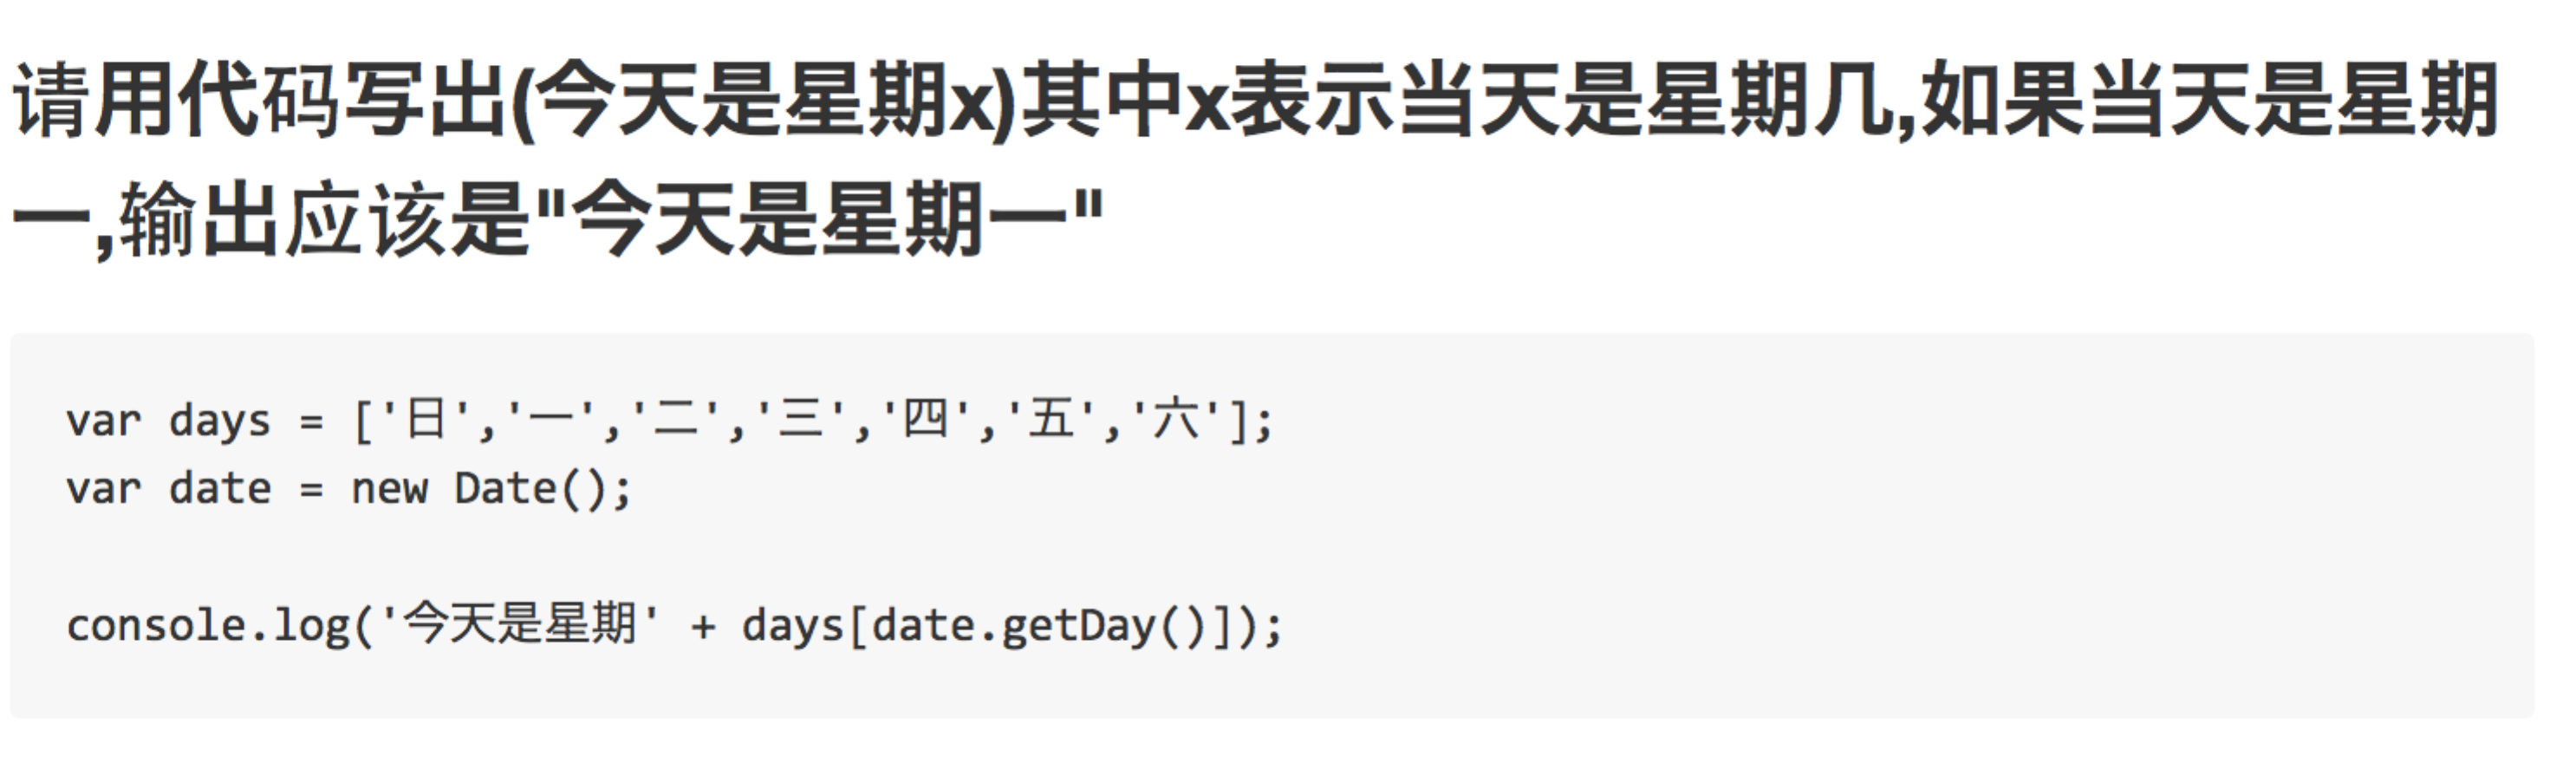 请用代码写出(今天是星期x)其中x表示当天是星期几,如果当天是星期
一,输出应该是"今天是星期一"
var days = ['日','一','二','三','四','五','六'];
var date = new Date();
console.log('今天是星期' + days[date.getDay()]);